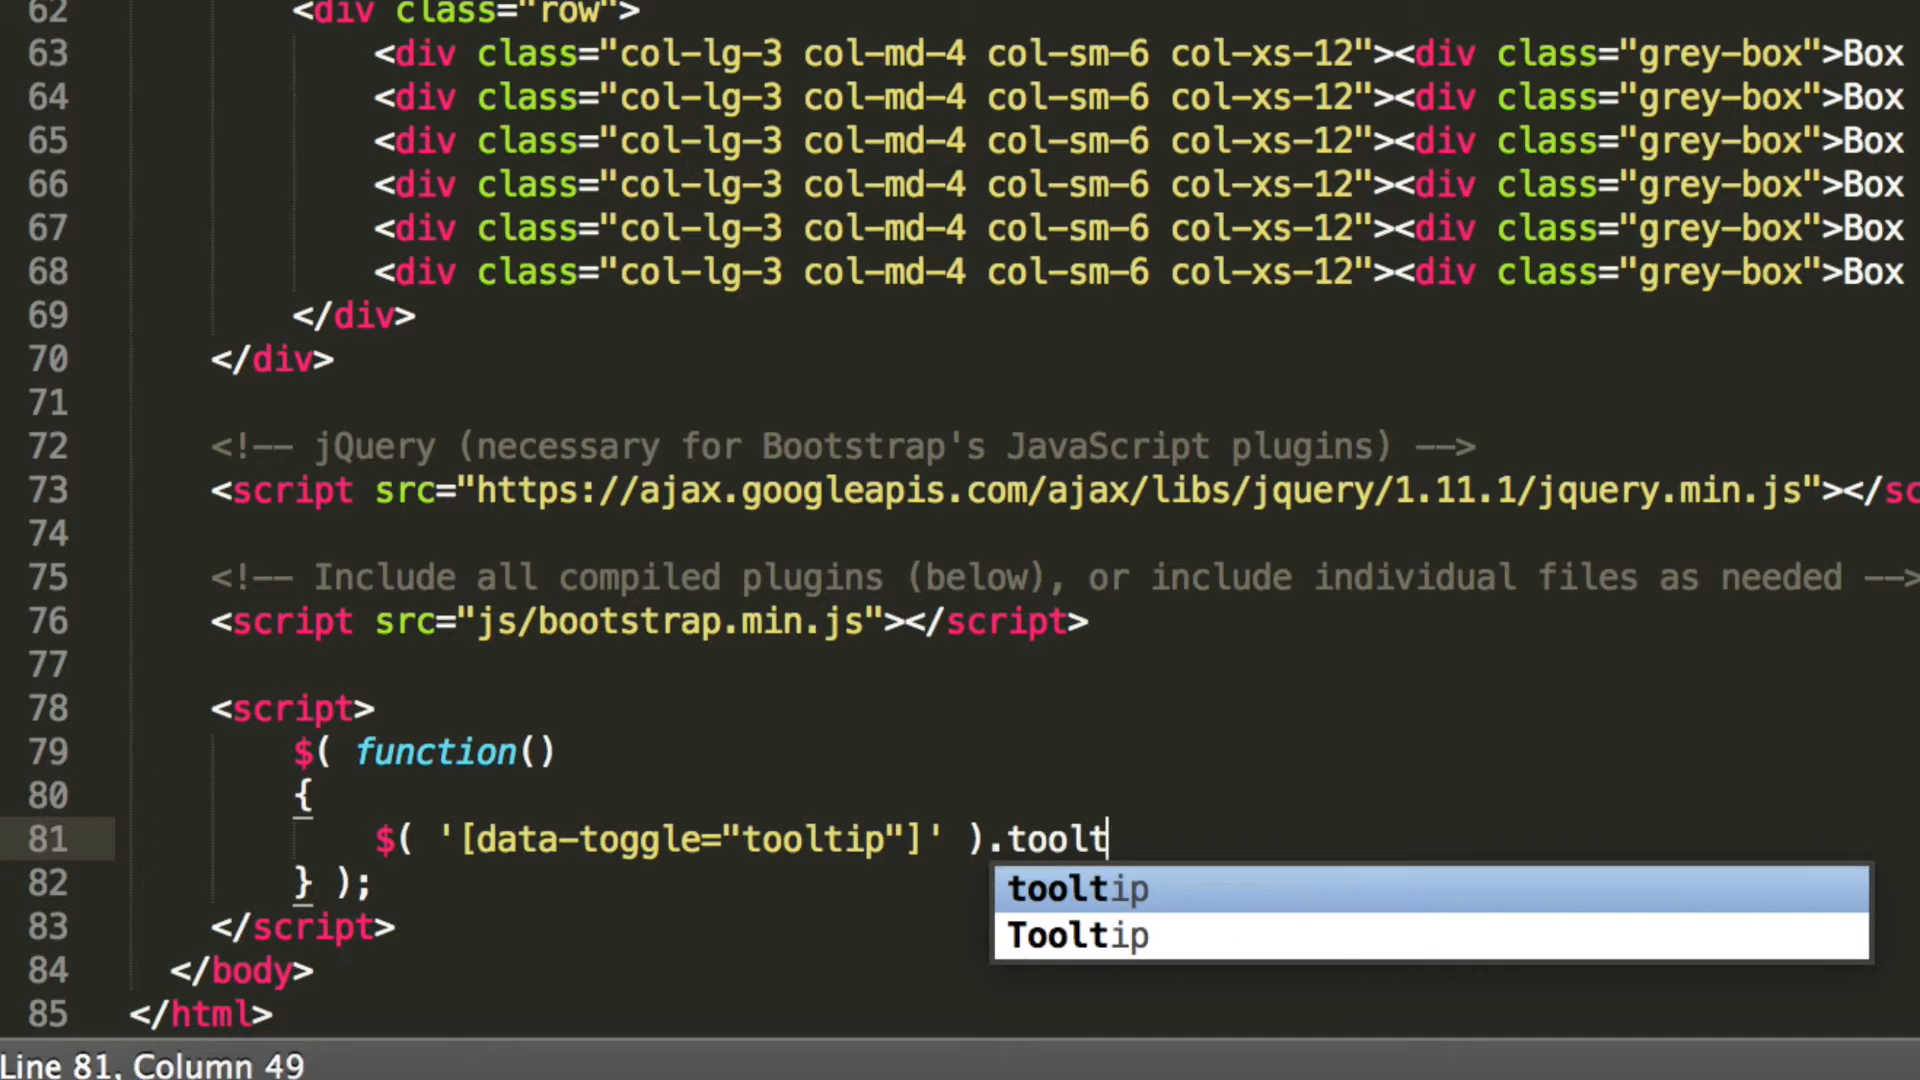 62 <div class="row">
63 <div class="col-lg-3 col-md-4 col-sm-6 col-xs-12"><div class="grey-box">Box
64 <div class="col-lg-3 col-md-4 col-sm-6 col-xs-12"><div class="grey-box">Box
65 <div class="col-lg-3 col-md-4 col-sm-6 col-xs-12"><div class="grey-box">Box
66 <div class="col-lg-3 col-md-4 col-sm-6 col-xs-12"><div class="grey-box">Box
67 <div class="col-lg-3 col-md-4 col-sm-6 col-xs-12"><div class="grey-box">Box
68 <div class="col-lg-3 col-md-4 col-sm-6 col-xs-12"><div class="grey-box">Box
69 </div>
70 </div>
71
72 <!-- jQuery (necessary for Bootstrap's JavaScript plugins) -->
73 <script src="https://ajax.googleapis.com/ajax/libs/jquery/1.11.1/jquery.min.js"></sc
74
75 <!-- Include all compiled plugins (below), or include individual files as needed -->
76 <script src="js/bootstrap.min.js"></script>
77
78 <script>
79 $( function()
80 {
81 $( '[data-toggle="tooltip"]' ).toolt
tooltip
Tooltip
82 } );
83 </script>
84 </body>
85 </html>
Line 81, Column 49